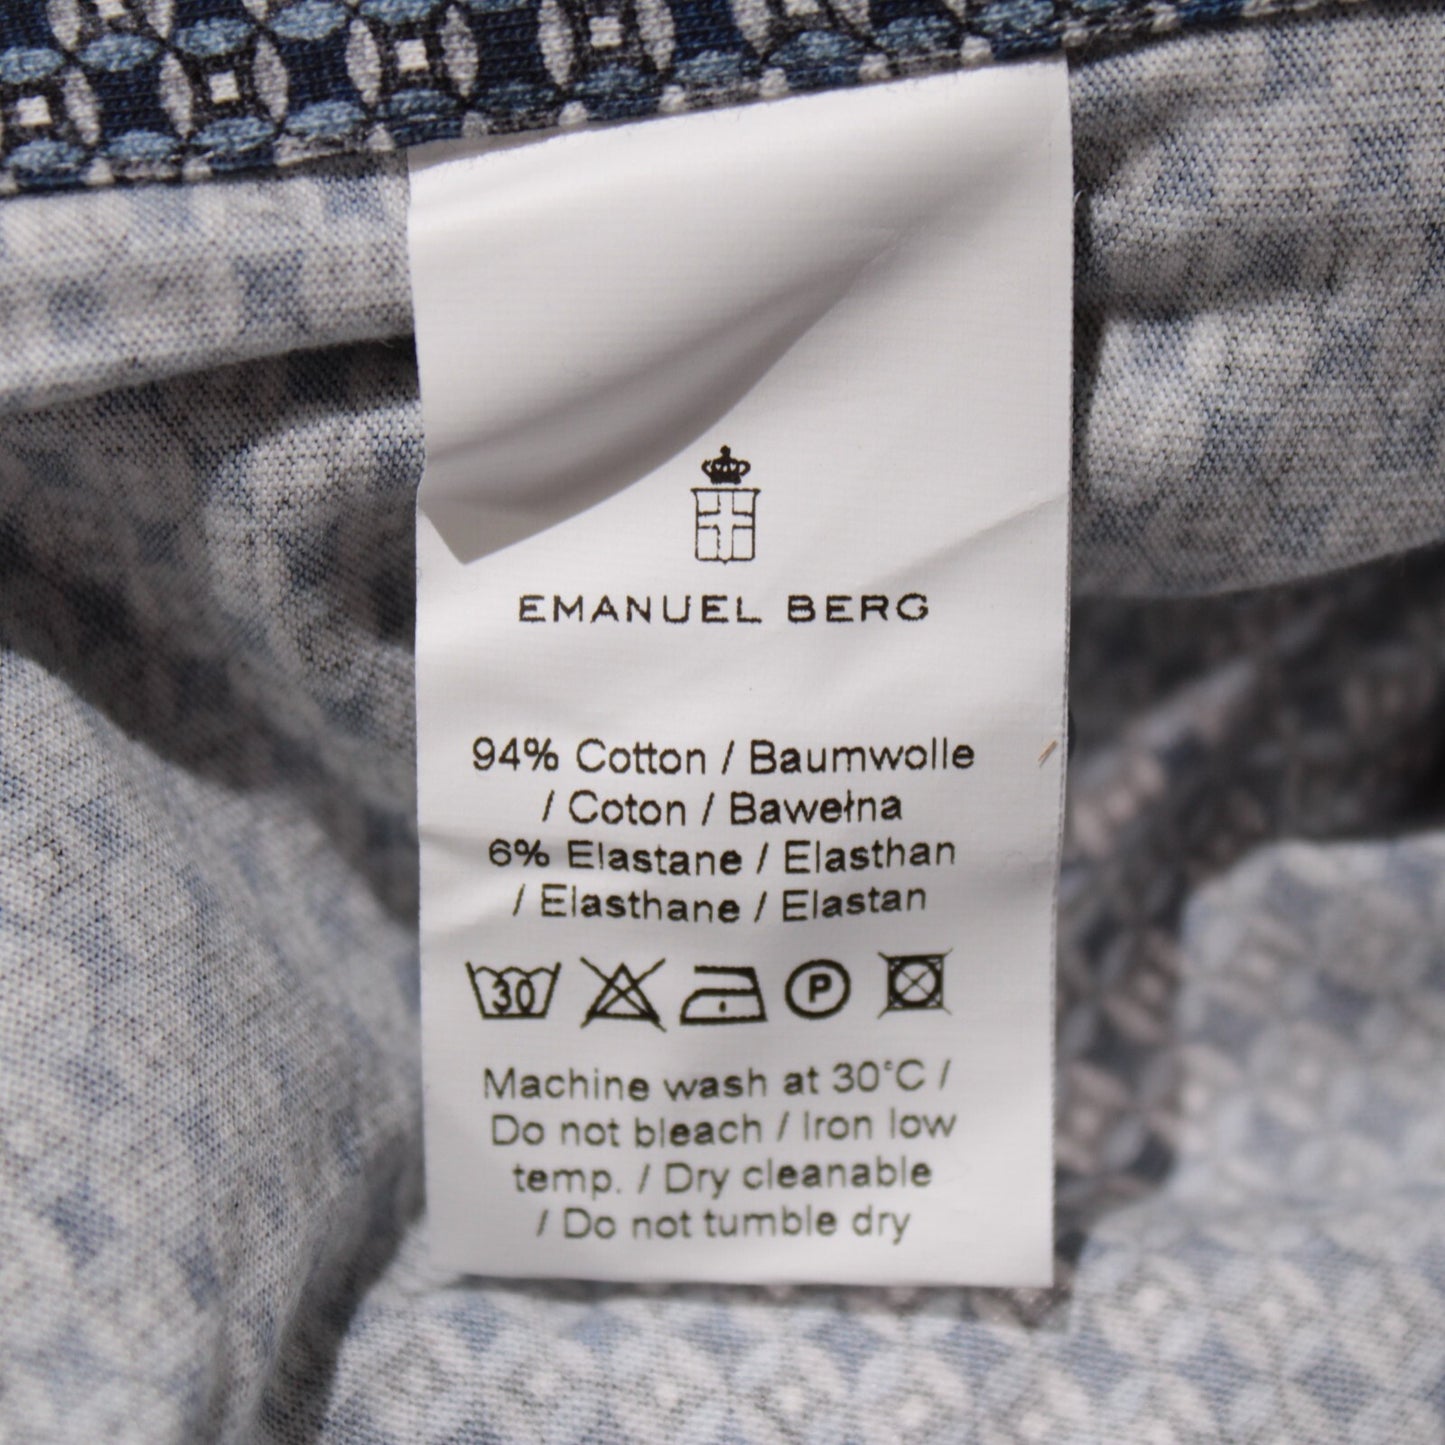 EMANUEL BERG
94% Cotton / Baumwolle
/ Coton / Bawełna
6% Elastane / Elasthan
/ Elasthane / Elastan
30 P
Machine wash at 30°C /
Do not bleach / Iron low
temp. / Dry cleanable
/ Do not tumble dry